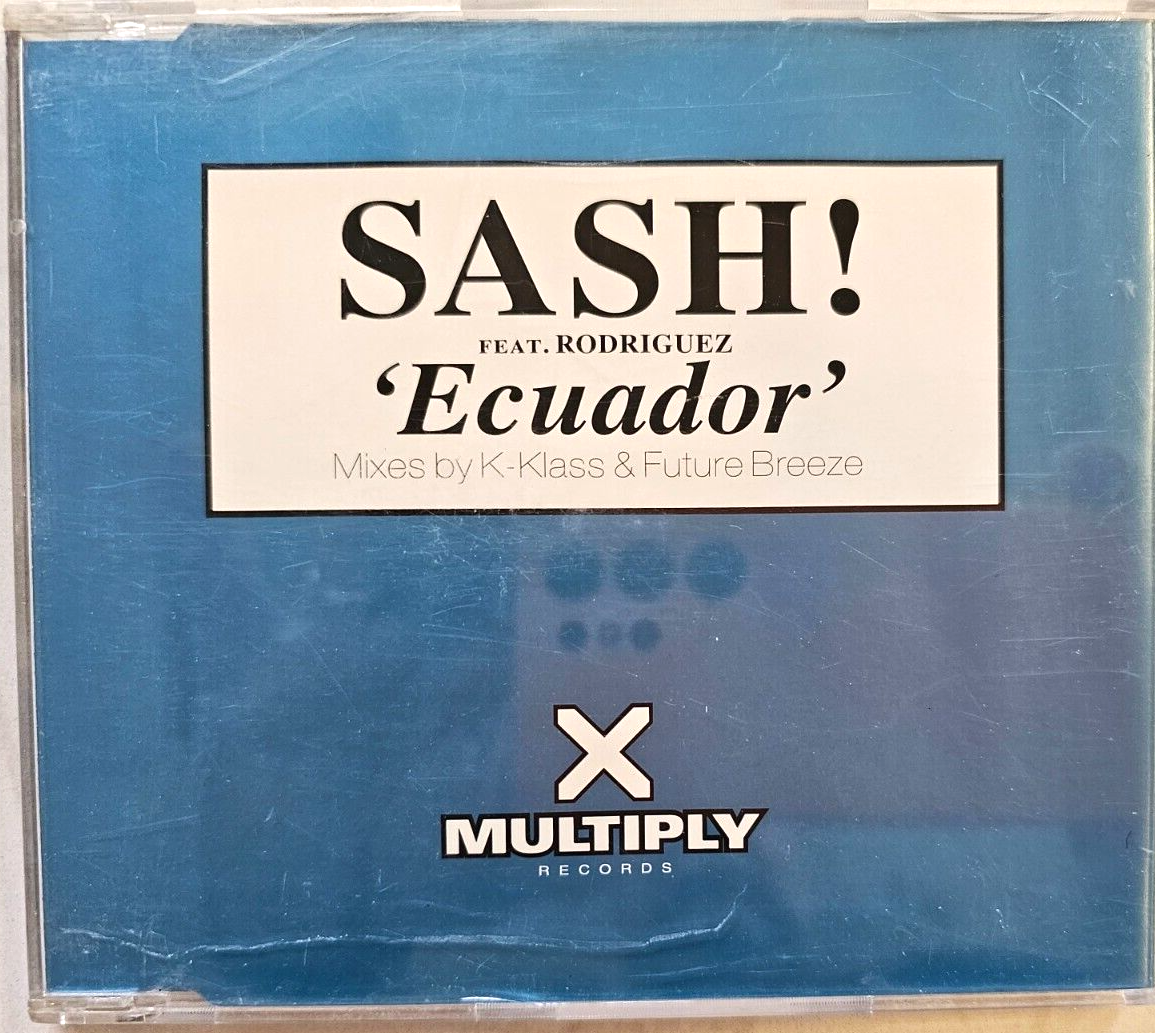 SASH!
FEAT. RODRIGUEZ
‘Ecuador’
Mixes by K-Klass & Future Breeze
X
MULTIPLY
RECORDS